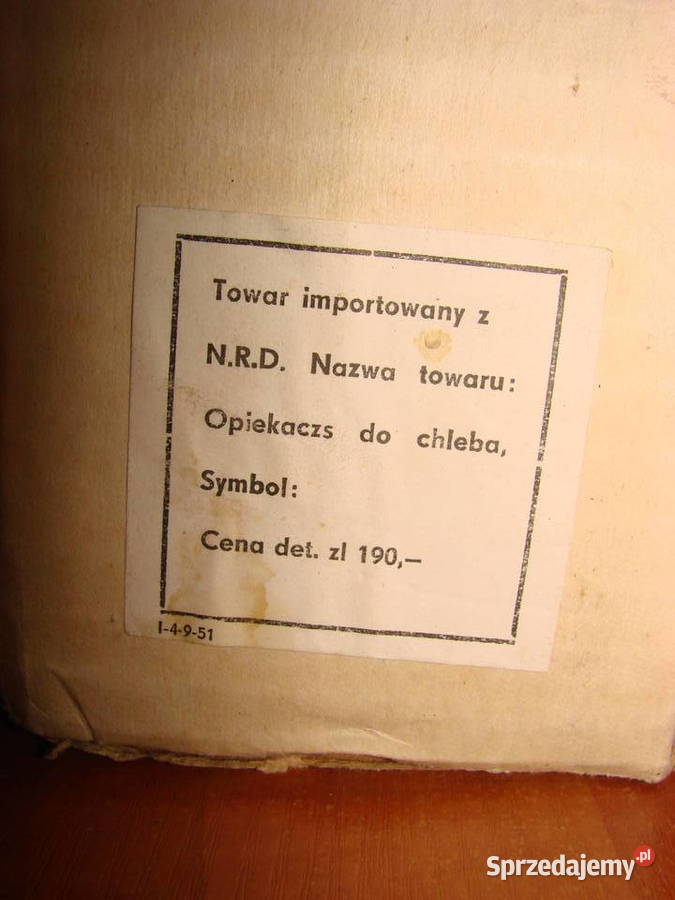 Towar importowany z
N.R.D. Nazwa towaru:
Opiekaczs do chleba,
Symbol:
Cena det. zl 190,—
I-4-9-51
Sprzedajemy.pl